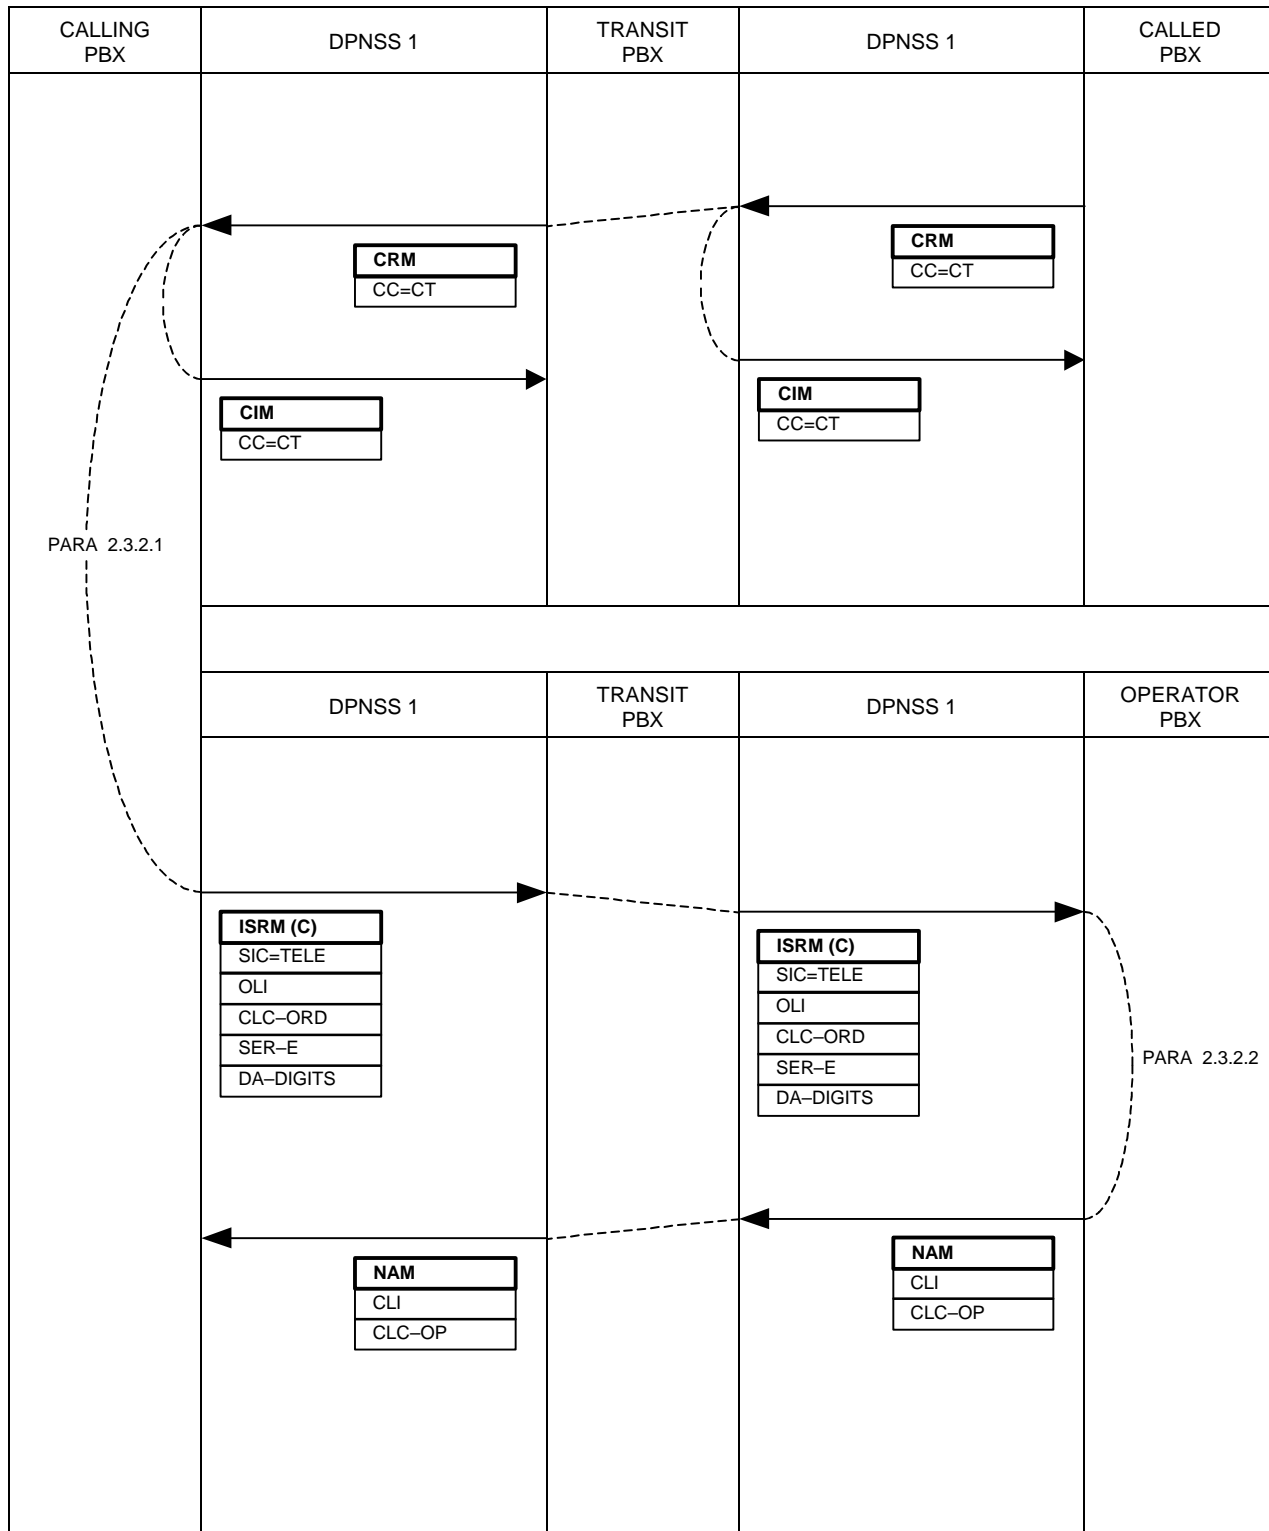 CALLING
PBX
DPNSS 1
TRANSIT
PBX
DPNSS 1
CALLED
PBX
CRM
CC=CT
CRM
CC=CT
CIM
CC=CT
CIM
CC=CT
PARA 2.3.2.1
DPNSS 1
TRANSIT
PBX
DPNSS 1
OPERATOR
PBX
ISRM (C)
SIC=TELE
OLI
CLC–ORD
SER–E
DA–DIGITS
ISRM (C)
SIC=TELE
OLI
CLC–ORD
SER–E
DA–DIGITS
PARA 2.3.2.2
NAM
CLI
CLC–OP
NAM
CLI
CLC–OP